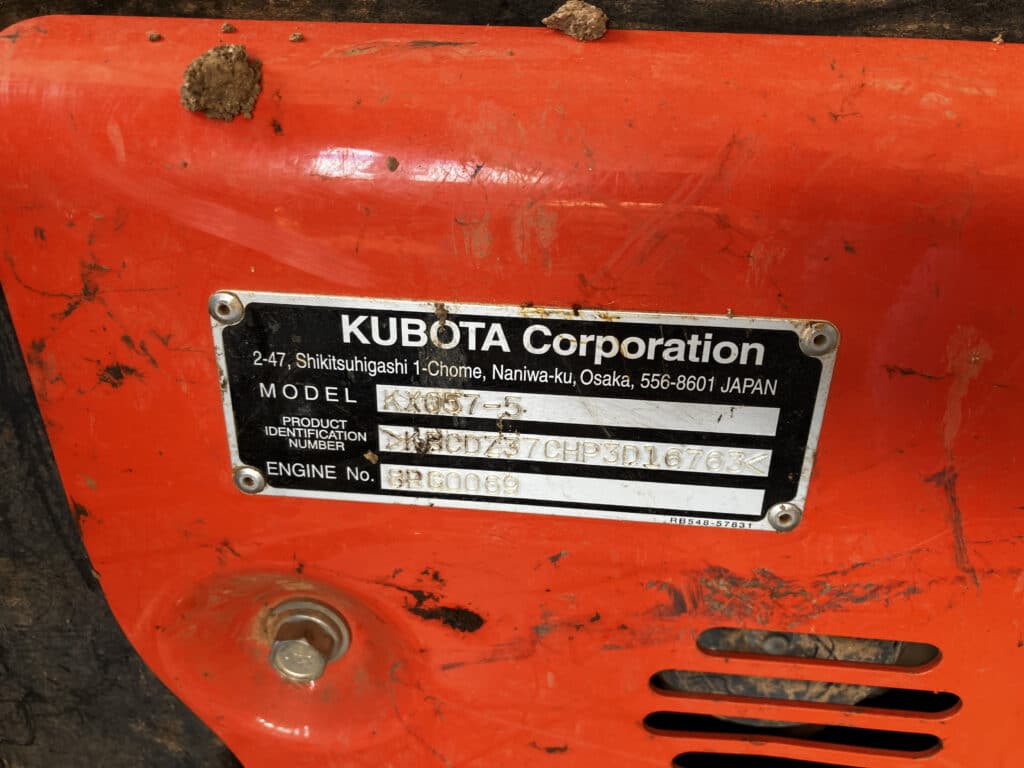 KUBOTA Corporation
2-47, Shikitsuhigashi 1-Chome, Naniwa-ku, Osaka, 556-8601 JAPAN
MODEL KX057-5
PRODUCT
IDENTIFICATION
NUMBER >KBCDZ37CHP3D16763<
ENGINE No.
RB548-57831